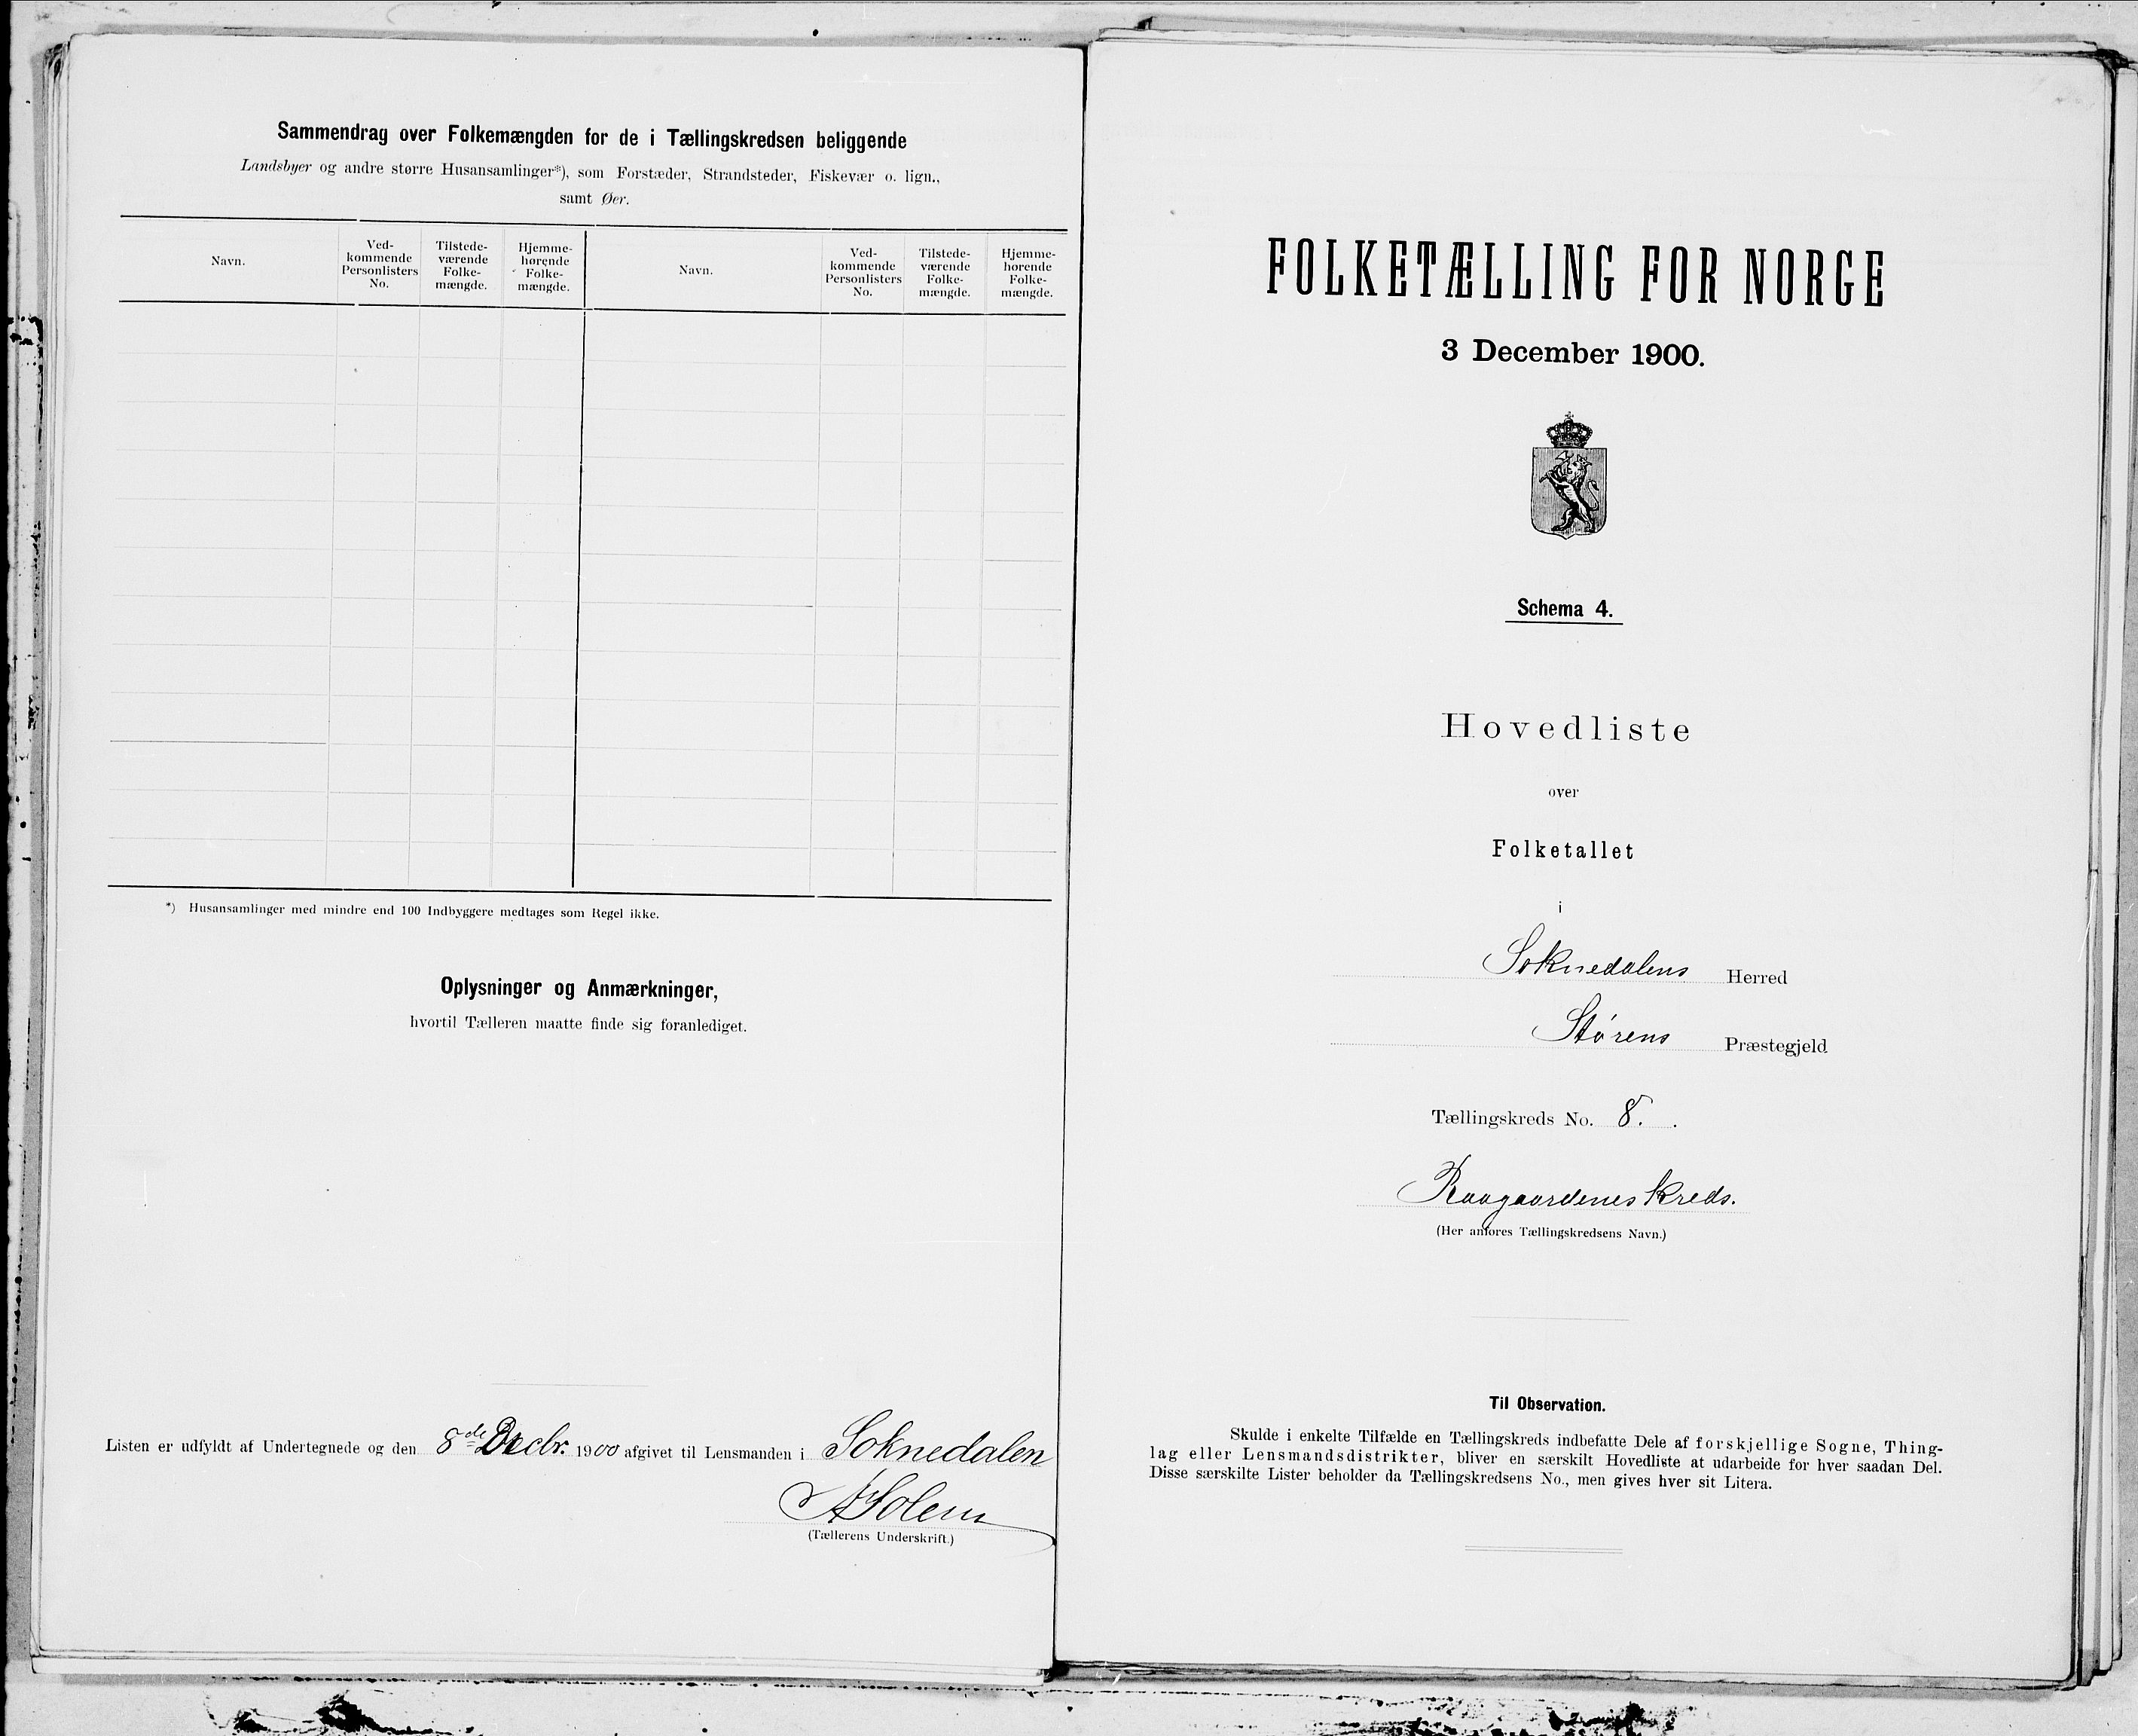 Sammendrag over Folkemængden for de i Tællingskredsen beliggende
Landsbyer og andre større Husansamlinger*), som Forstæder, Strandsteder, Fiskevær o. lign.,
samt Øer.
Navn.
Ved-
kommende
Personlisters
No.
Tilstede-
værende
Folke-
mængde.
Hjemme-
hørende
Folke-
mængde.
Navn.
Ved-
kommende
Personlisters
No.
Tilstede-
værende
Folke-
mængde.
Hjemme-
hørende
Folke-
mængde.
*) Husansamlinger med mindre end 100 Indbyggere medtages som Regel ikke.
Oplysninger og Anmærkninger,
hvortil Tælleren maatte finde sig foranlediget.
Listen er udfyldt af Undertegnede og den 8de Decbr. 1900 afgivet til Lensmanden i Soknedalen
A Solem
(Tællerens Underskrift.)
FOLKETÆLLING FOR NORGE
3 December 1900.
Schema 4.
Hovedliste
over
Folketallet
i
Soknedalens Herred
Størens Præstegjeld
Tællingskreds No. 8. .
Raagaardenes Kreds.
(Her anføres Tællingskredsens Navn.)
Til Observation.
Skulde i enkelte Tilfælde en Tællingskreds indbefatte Dele af forskjellige Sogne, Thing-
lag eller Lensmandsdistrikter, bliver en særskilt Hovedliste at udarbeide for hver saadan Del.
Disse særskilte Lister beholder da Tællingskredsens No., men gives hver sit Litera.